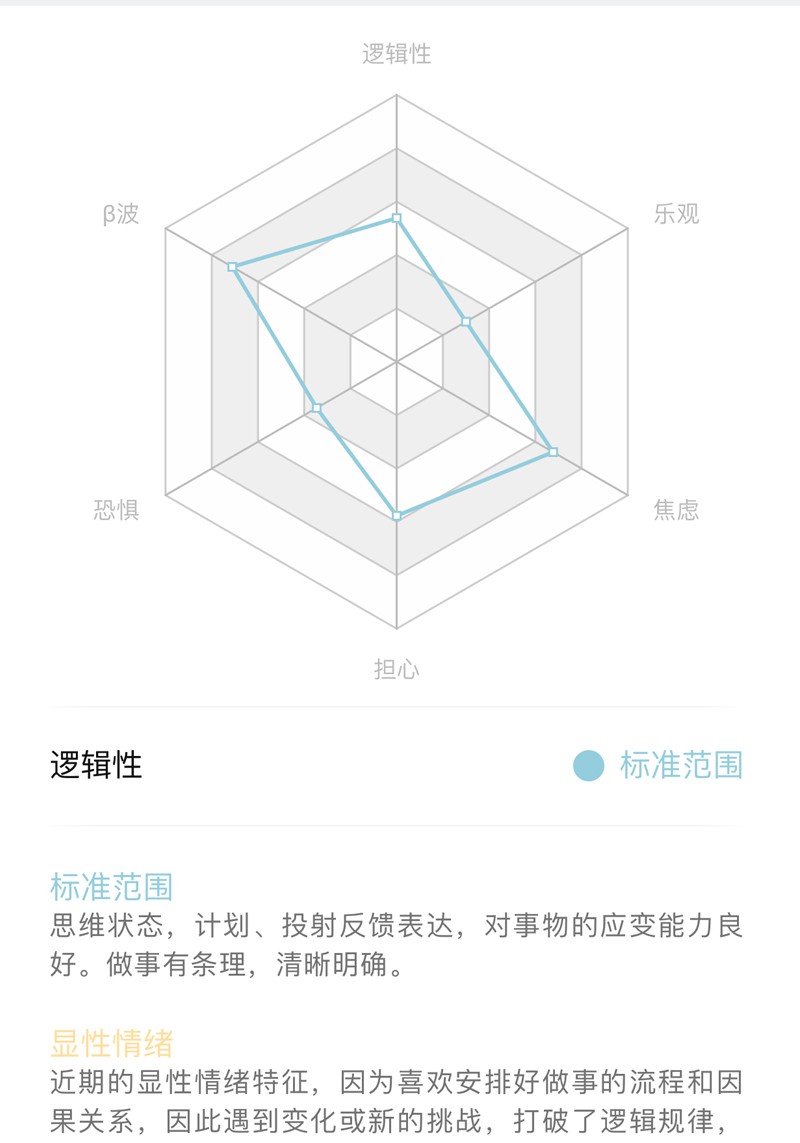 逻辑性
β波
乐观
恐惧
焦虑
担心
逻辑性
标准范围
标准范围
思维状态，计划、投射反馈表达，对事物的应变能力良
好。做事有条理，清晰明确。
显性情绪
近期的显性情绪特征，因为喜欢安排好做事的流程和因
果关系，因此遇到变化或新的挑战，打破了逻辑规律，